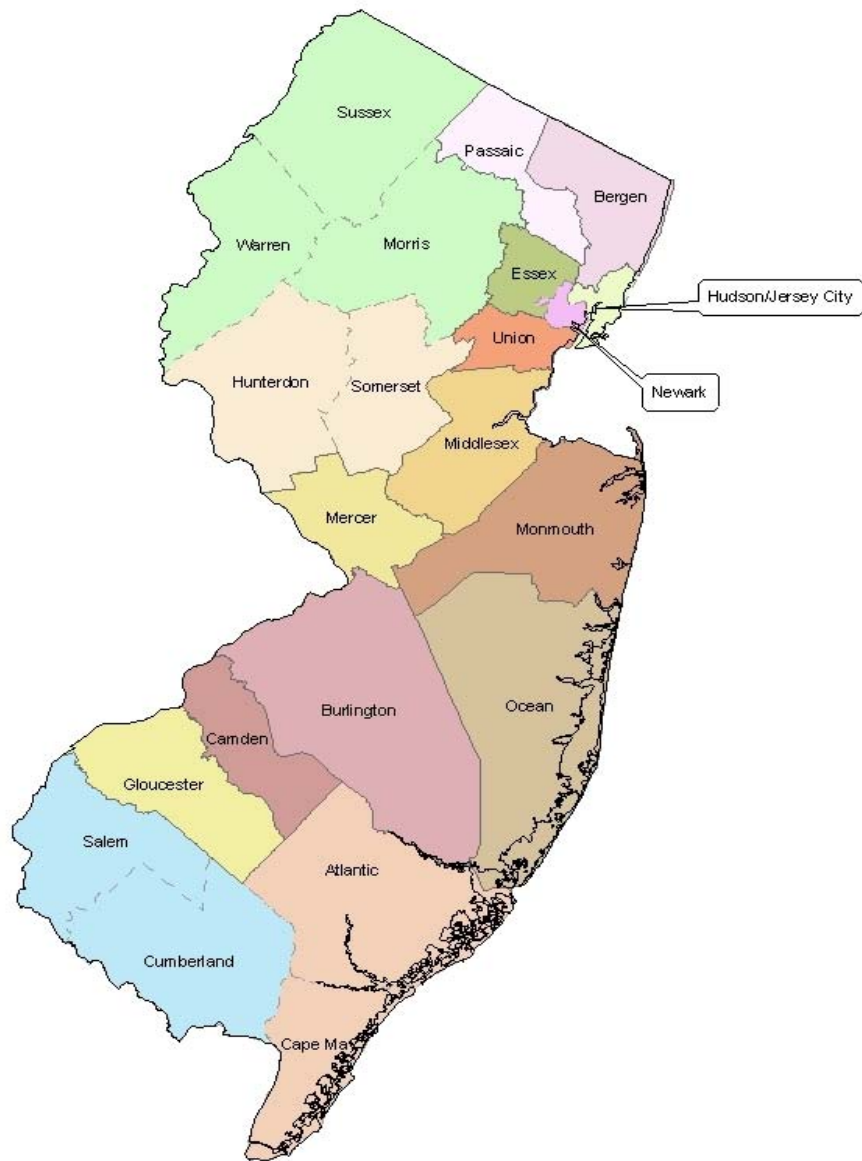 Sussex
Passaic
Bergen
Warren
Morris
Essex
Hudson/Jersey City
Union
Hunterdon
Somerset
Newark
Middlesex
Mercer
Monmouth
Ocean
Burlington
Camden
Gloucester
Salem
Atlantic
Cumberland
Cape Ma